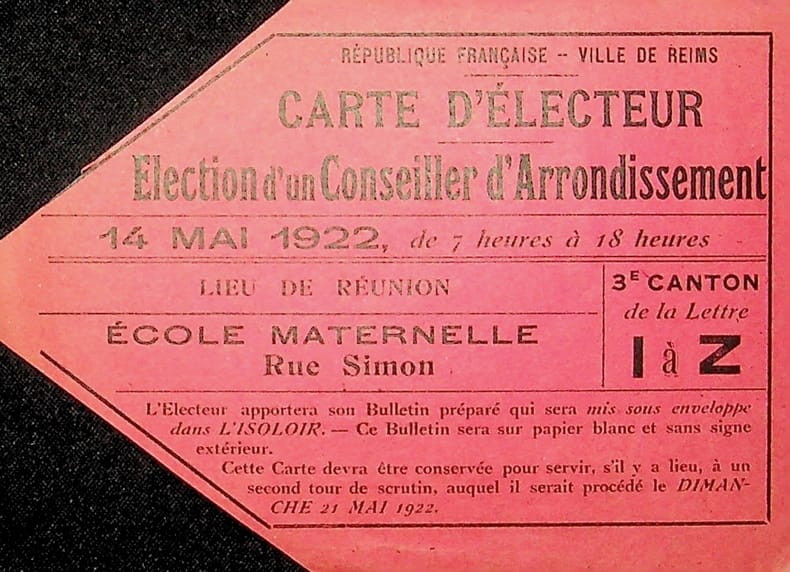 RÉPUBLIQUE FRANÇAISE -- VILLE DE REIMS
CARTE D'ÉLECTEUR
Election d'un Conseiller d'Arrondissement
14 MAI 1922, de 7 heures à 18 heures
LIEU DE RÉUNION
ÉCOLE MATERNELLE
Rue Simon
3E CANTON
de la Lettre
I à Z
L'Electeur apportera son Bulletin préparé qui sera mis sous enveloppe
dans L'ISOLOIR. — Ce Bulletin sera sur papier blanc et sans signe
extérieur.
Cette Carte devra être conservée pour servir, s'il y a lieu, à un
second tour de scrutin, auquel il serait procédé le DIMAN-
CHE 21 MAI 1922.